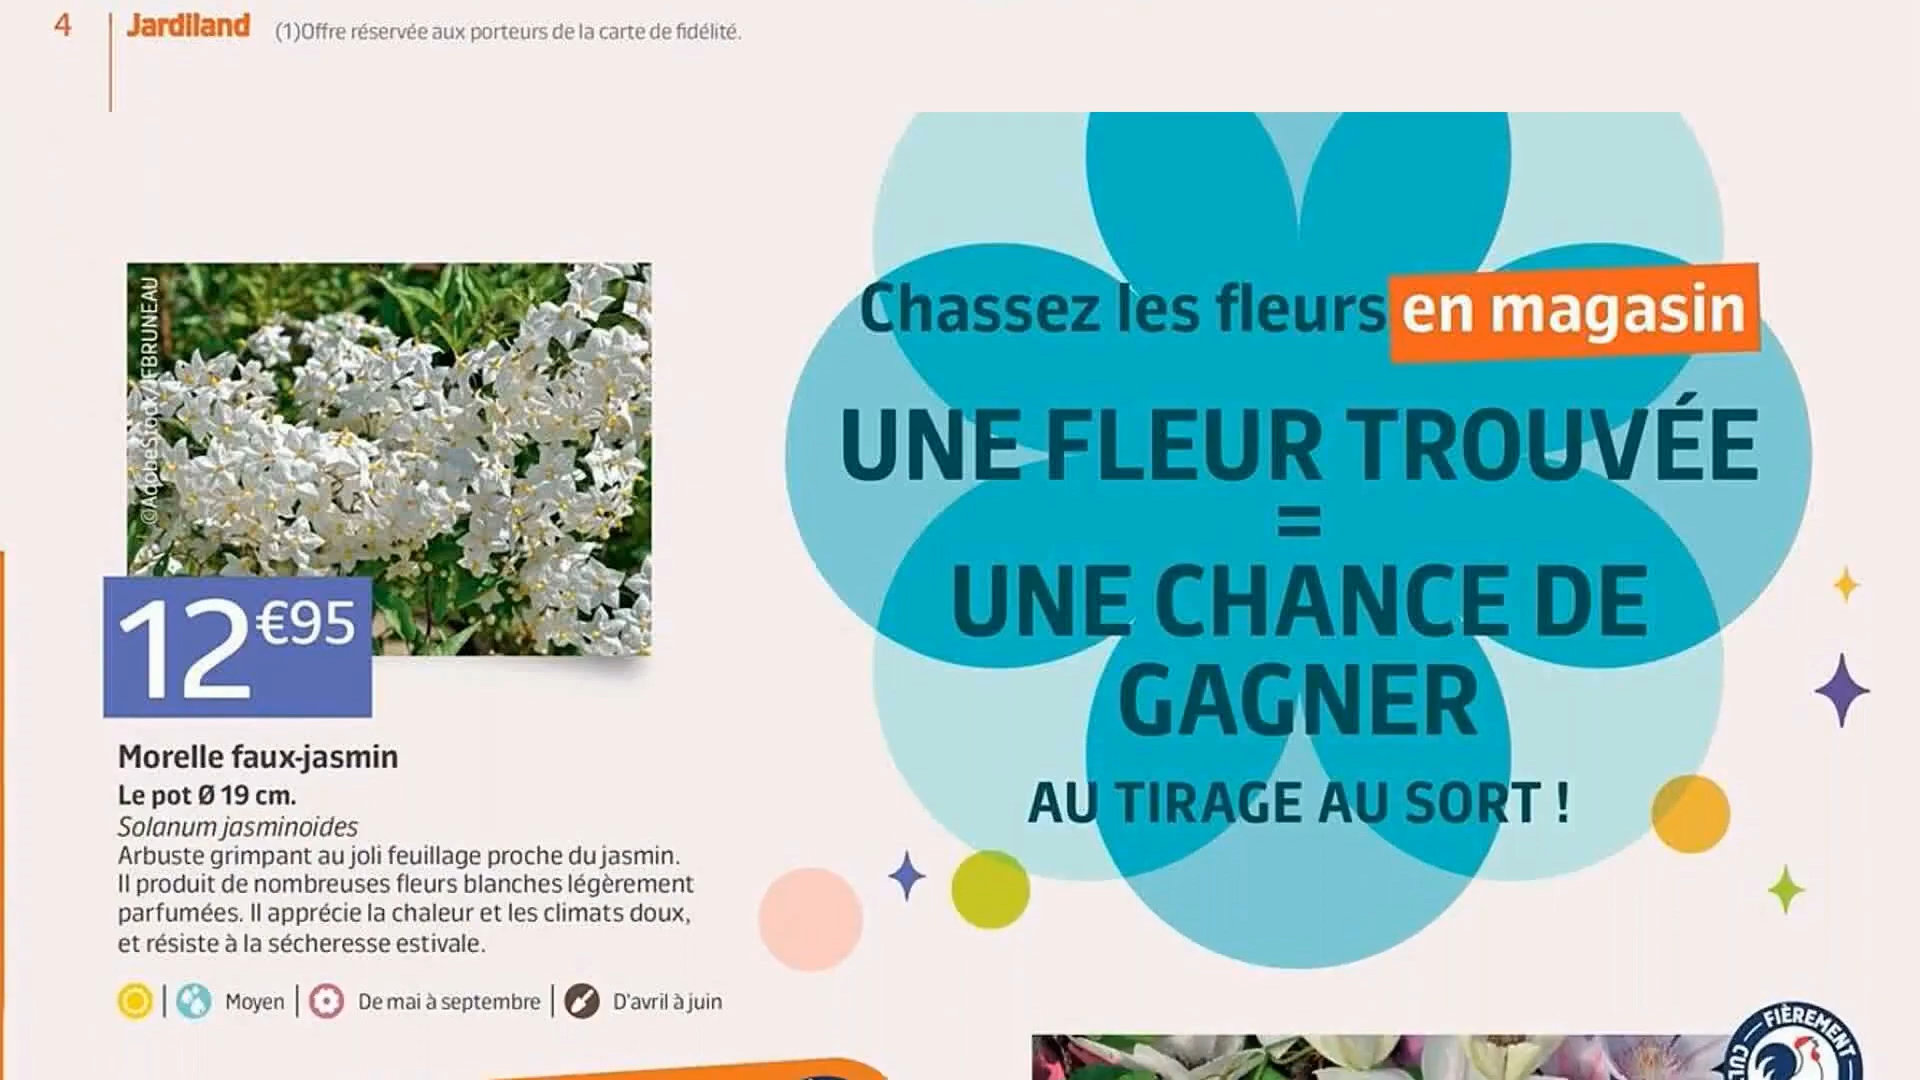 4
Jardiland (1)Offre réservée aux porteurs de la carte de fidélité.
12€95
Morelle faux-jasmin
Le pot Ø 19 cm.
Solanum jasminoides
Arbuste grimpant au joli feuillage proche du jasmin.
Il produit de nombreuses fleurs blanches légèrement
parfumées. Il apprécie la chaleur et les climats doux,
et résiste à la sécheresse estivale.
Moyen | De mai à septembre | D'avril à juin
Chassez les fleurs en magasin
UNE FLEUR TROUVÉE
=
UNE CHANCE DE
GAGNER
AU TIRAGE AU SORT !
FIÈREMENT